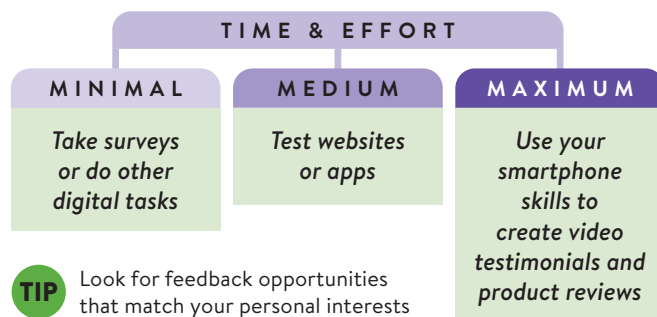 TIME & EFFORT
MINIMAL
Take surveys
or do other
digital tasks
MEDIUM
Test websites
or apps
MAXIMUM
Use your
smartphone
skills to
create video
testimonials and
product reviews
TIP
Look for feedback opportunities
that match your personal interests